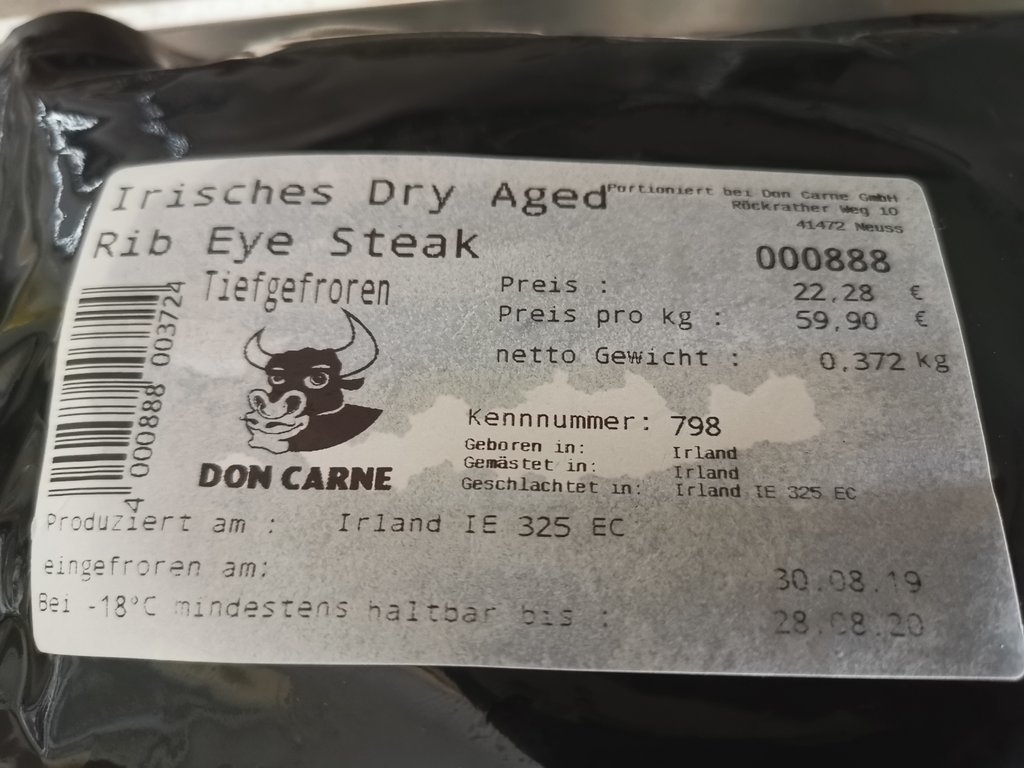 Irisches Dry Aged
Rib Eye Steak
Tiefgefroren
Portioniert bei Don Carne GmbH
Röckrather Weg 10
41472 Neuss
000888
Preis : 22,28 €
Preis pro kg : 59,90 €
netto Gewicht : 0,372 kg
4 000888 003724
DON CARNE
Kennnummer: 798
Geboren in: Irland
Gemästet in: Irland
Geschlachtet in: Irland IE 325 EC
Produziert am : Irland IE 325 EC
eingefroren am: 30.08.19
Bei -18°C mindestens haltbar bis : 28.08.20